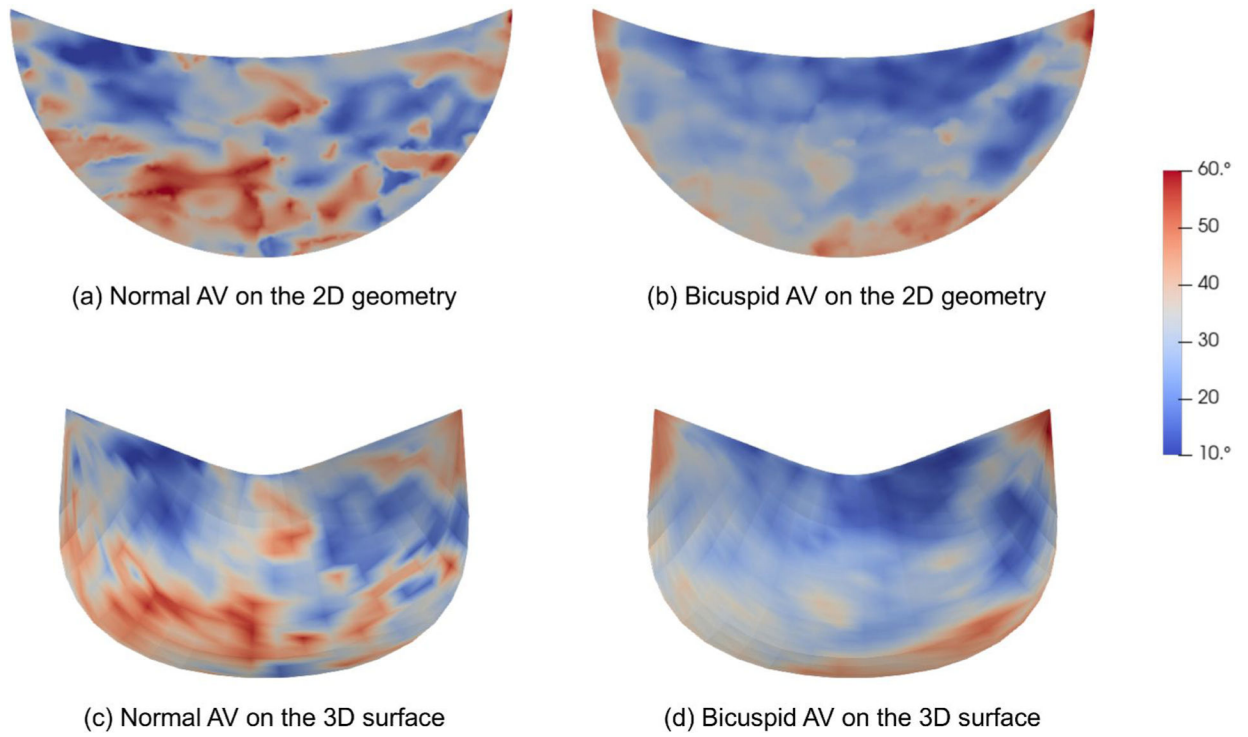 (a) Normal AV on the 2D geometry
(b) Bicuspid AV on the 2D geometry
60.°
50
40
30
20
10.°
(c) Normal AV on the 3D surface
(d) Bicuspid AV on the 3D surface